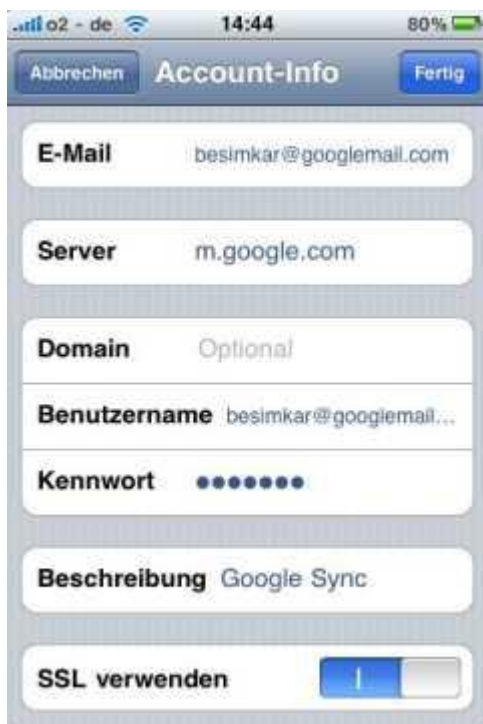 o2 - de 14:44 80%
Abbrechen Account-Info Fertig
E-Mail besimkar@googlemail.com
Server m.google.com
Domain Optional
Benutzername besimkar@googlemail...
Kennwort •••••••
Beschreibung Google Sync
SSL verwenden I